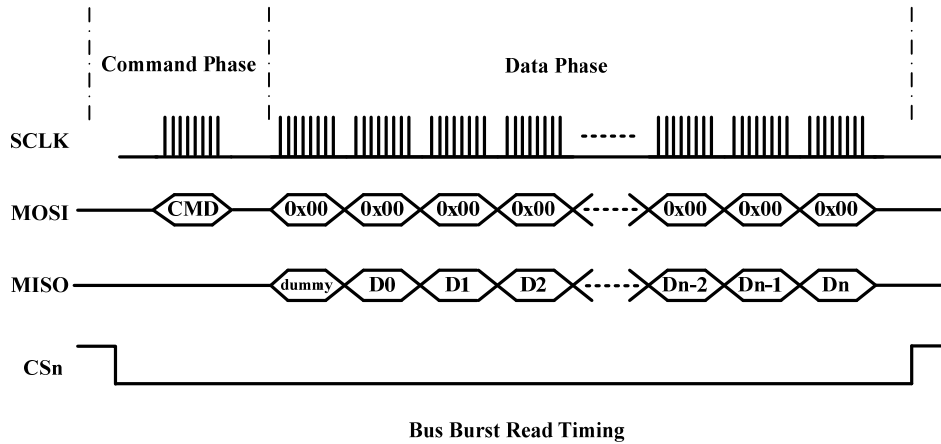 Command Phase Data Phase
SCLK
MOSI CMD 0x00 0x00 0x00 0x00 0x00 0x00 0x00
MISO dummy D0 D1 D2 Dn-2 Dn-1 Dn
CSn
Bus Burst Read Timing